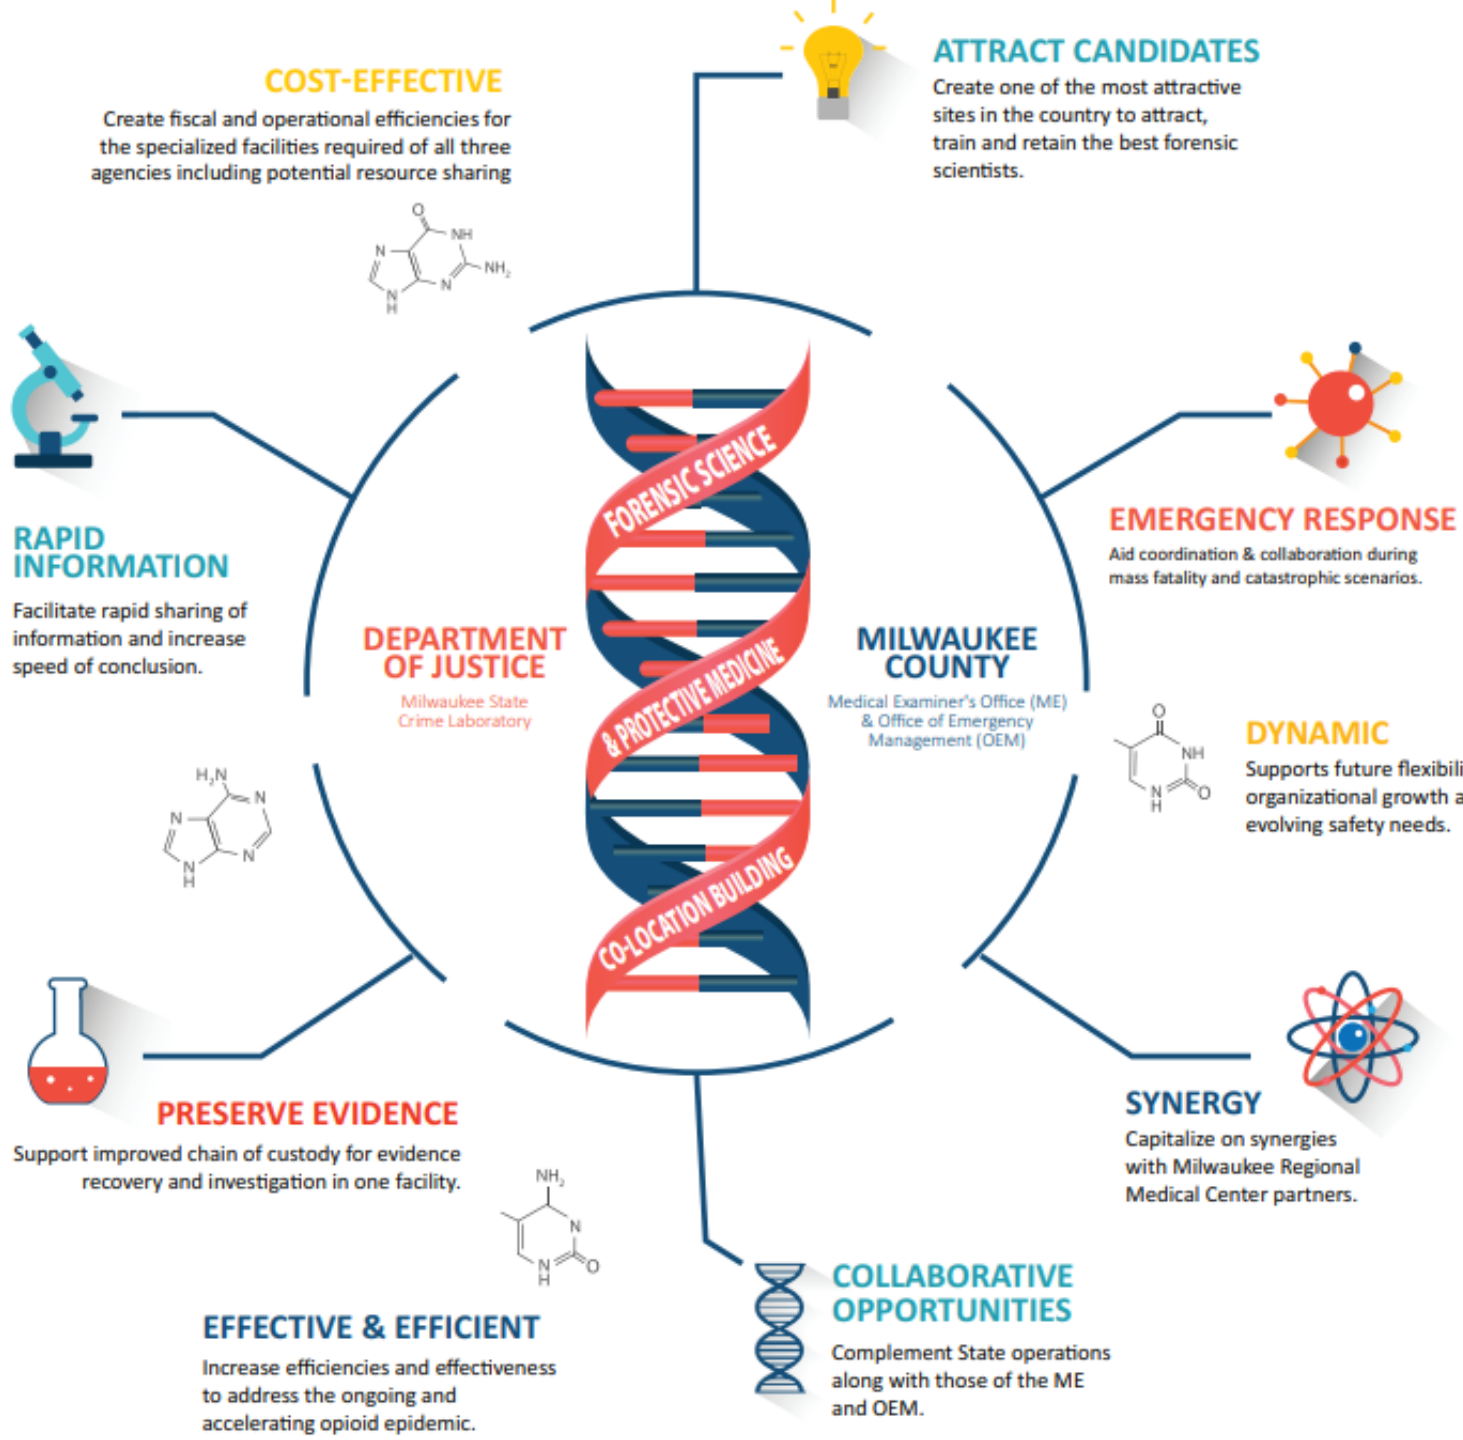 COST-EFFECTIVE
Create fiscal and operational efficiencies for
the specialized facilities required of all three
agencies including potential resource sharing
ATTRACT CANDIDATES
Create one of the most attractive
sites in the country to attract,
train and retain the best forensic
scientists.
O
N
NH
NH₂
N
N
H
RAPID
INFORMATION
Facilitate rapid sharing of
information and increase
speed of conclusion.
EMERGENCY RESPONSE
Aid coordination & collaboration during
mass fatality and catastrophic scenarios.
FORENSIC SCIENCE
& PROTECTIVE MEDICINE
CO-LOCATION BUILDING
DEPARTMENT
OF JUSTICE
Milwaukee State
Crime Laboratory
MILWAUKEE
COUNTY
Medical Examiner's Office (ME)
& Office of Emergency
Management (OEM)
O
NH
N
H
O
DYNAMIC
Supports future flexibili
organizational growth a
evolving safety needs.
H₂N
N
N
N
N
H
PRESERVE EVIDENCE
Support improved chain of custody for evidence
recovery and investigation in one facility.
SYNERGY
Capitalize on synergies
with Milwaukee Regional
Medical Center partners.
NH₂
N
N
H
O
EFFECTIVE & EFFICIENT
Increase efficiencies and effectiveness
to address the ongoing and
accelerating opioid epidemic.
COLLABORATIVE
OPPORTUNITIES
Complement State operations
along with those of the ME
and OEM.